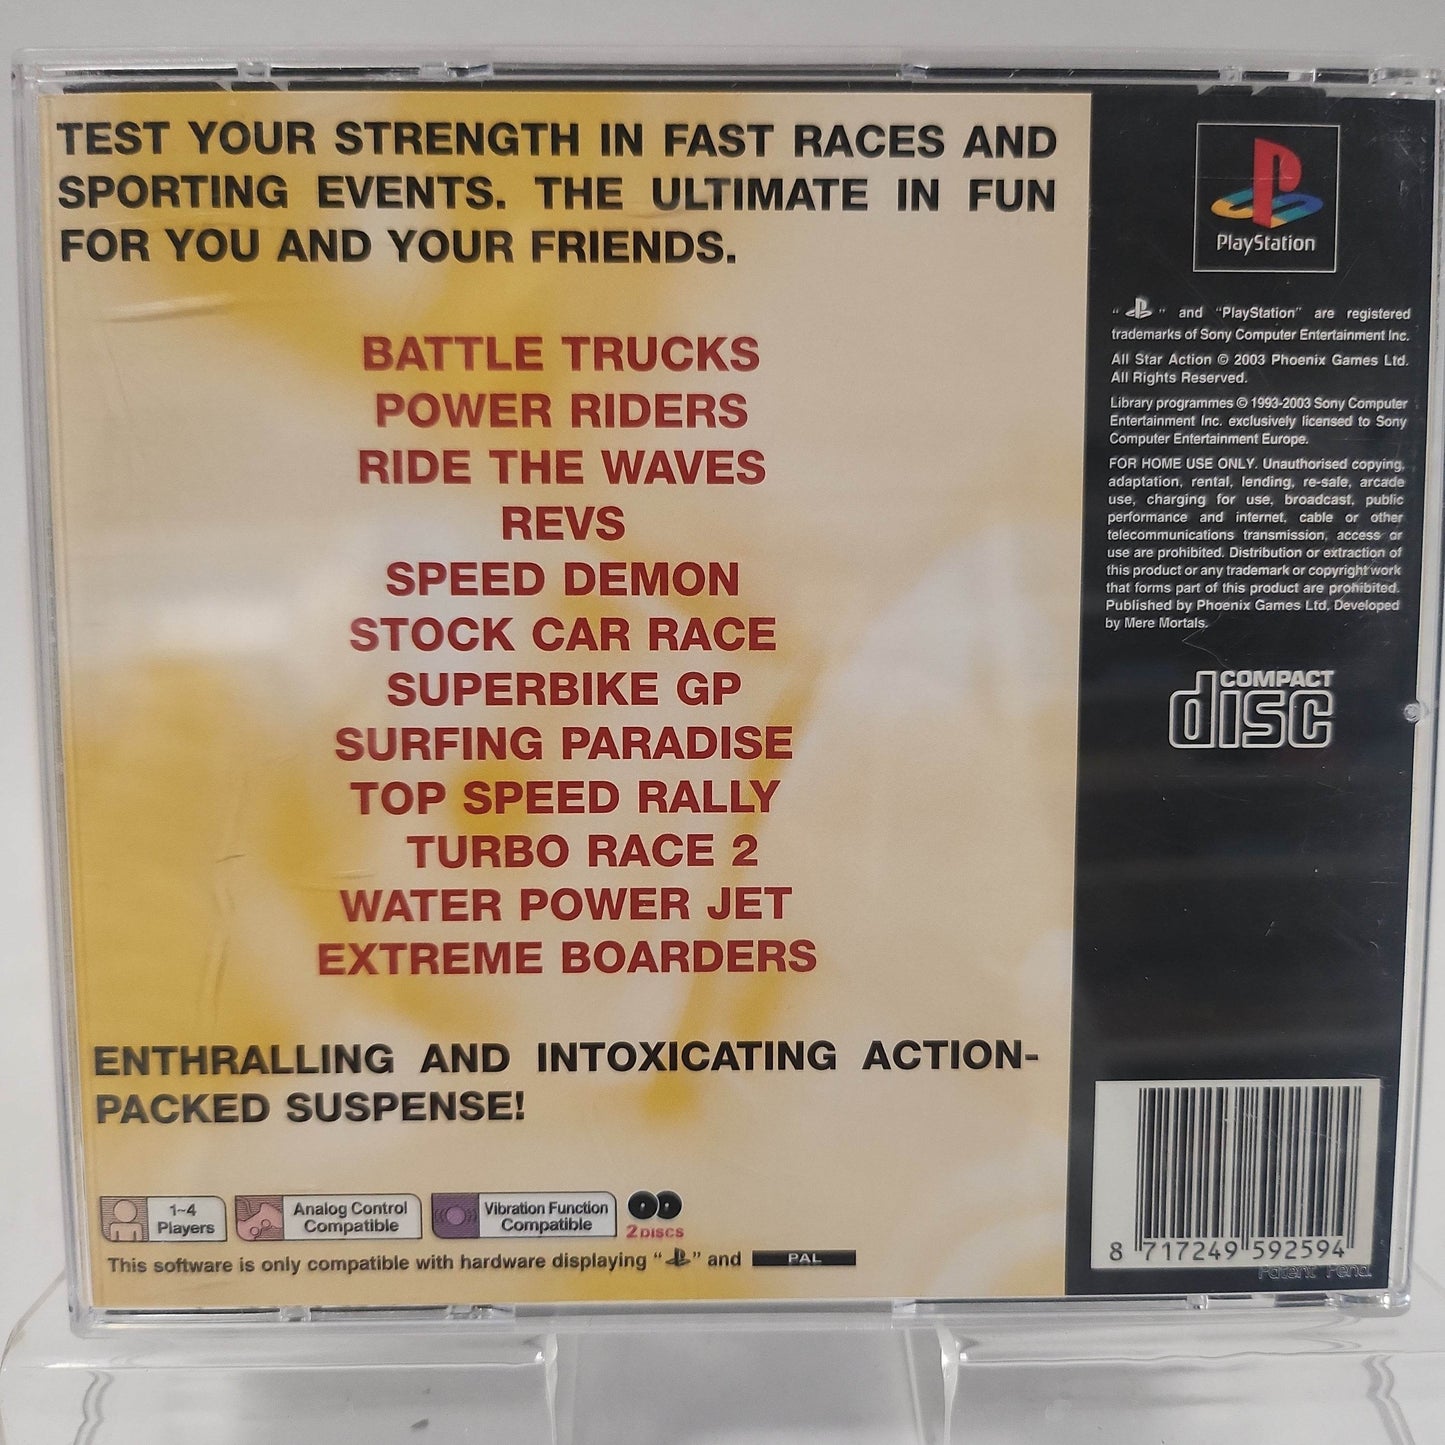 TEST YOUR STRENGTH IN FAST RACES AND
SPORTING EVENTS. THE ULTIMATE IN FUN
FOR YOU AND YOUR FRIENDS.
BATTLE TRUCKS
POWER RIDERS
RIDE THE WAVES
REVS
SPEED DEMON
STOCK CAR RACE
SUPERBIKE GP
SURFING PARADISE
TOP SPEED RALLY
TURBO RACE 2
WATER POWER JET
EXTREME BOARDERS
ENTHRALLING AND INTOXICATING ACTION-
PACKED SUSPENSE!
1~4
Players
Analog Control
Compatible
Vibration Function
Compatible
2 DISCS
This software is only compatible with hardware displaying " " and PAL
PlayStation
" " and "PlayStation" are registered
trademarks of Sony Computer Entertainment Inc.
All Star Action © 2003 Phoenix Games Ltd.
All Rights Reserved.
Library programmes © 1993-2003 Sony Computer
Entertainment Inc. exclusively licensed to Sony
Computer Entertainment Europe.
FOR HOME USE ONLY. Unauthorised copying,
adaptation, rental, lending, re-sale, arcade
use, charging for use, broadcast, public
performance and internet, cable or other
telecommunications transmission, access or
use are prohibited. Distribution or extraction of
this product or any trademark or copyright work
that forms part of this product are prohibited.
Published by Phoenix Games Ltd. Developed
by Mere Mortals.
COMPACT
disc
8 717249 592594
Patent Pend.